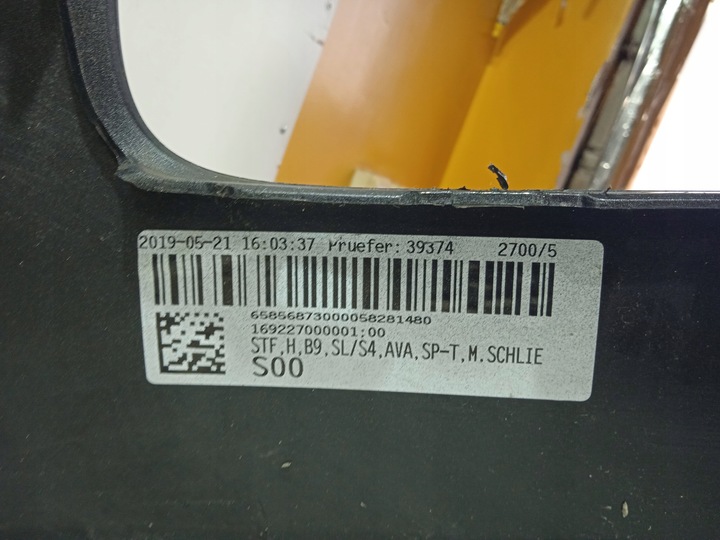 2019-05-21 16:03:37 Pruefer: 39374 2700/5
65856873000058281480
169227000001:00
STF,H,B9,SL/S4,AVA,SP-T,M.SCHLIE
S00